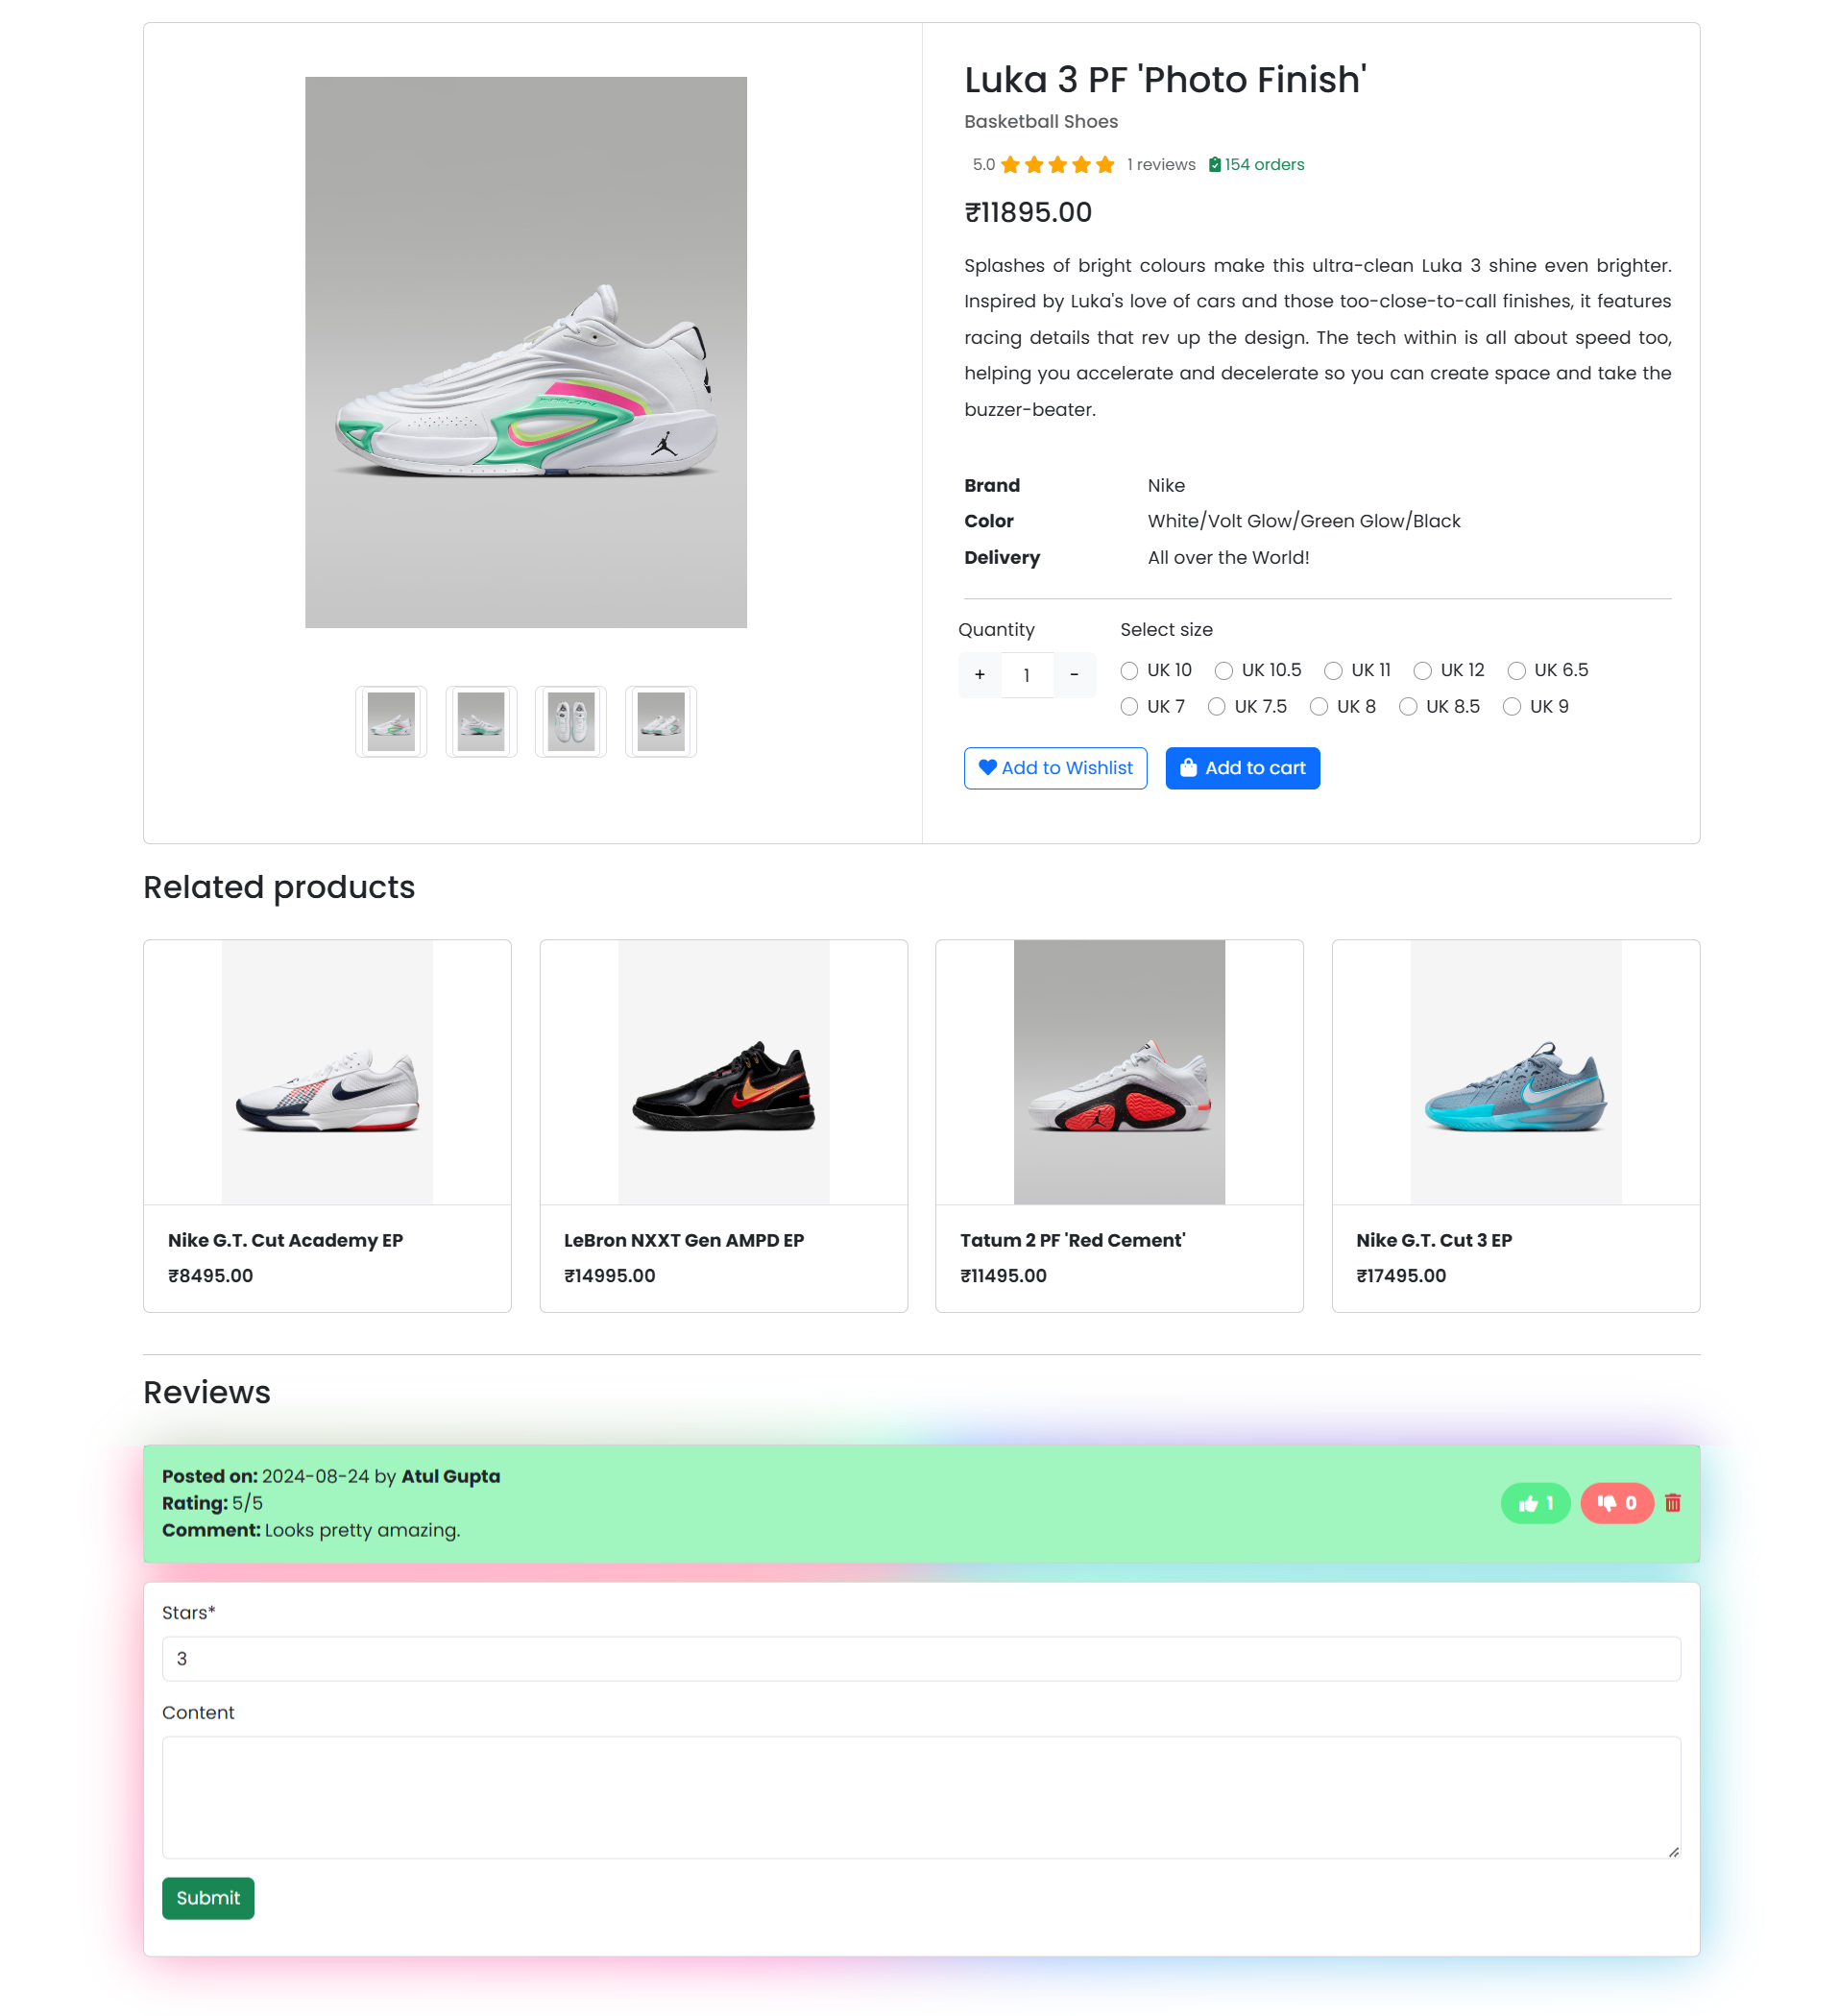 Luka 3 PF 'Photo Finish'
Basketball Shoes
5.0 1 reviews 154 orders
₹11895.00
Splashes of bright colours make this ultra-clean Luka 3 shine even brighter.
Inspired by Luka's love of cars and those too-close-to-call finishes, it features
racing details that rev up the design. The tech within is all about speed too,
helping you accelerate and decelerate so you can create space and take the
buzzer-beater.
Brand Nike
Color White/Volt Glow/Green Glow/Black
Delivery All over the World!
Quantity Select size
+ 1 -
UK 10 UK 10.5 UK 11 UK 12 UK 6.5
UK 7 UK 7.5 UK 8 UK 8.5 UK 9
Add to Wishlist Add to cart
Related products
Nike G.T. Cut Academy EP
₹8495.00
LeBron NXXT Gen AMPD EP
₹14995.00
Tatum 2 PF 'Red Cement'
₹11495.00
Nike G.T. Cut 3 EP
₹17495.00
Reviews
Posted on: 2024-08-24 by Atul Gupta
Rating: 5/5
Comment: Looks pretty amazing.
1 0
Stars*
3
Content
Submit